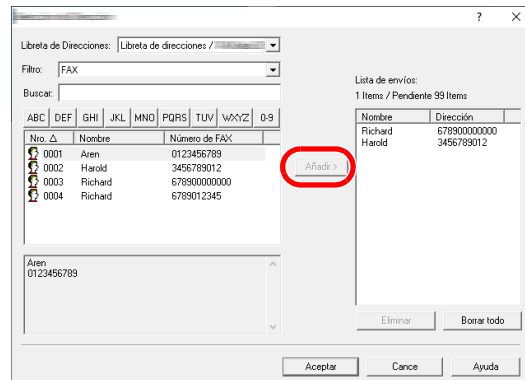 ? X
Libreta de Direcciones: Libreta de direcciones /
Filtro: FAX
Buscar:
ABC DEF GHI JKL MNO PQRS TUV WXYZ 0-9
Nro. △ Nombre Número de FAX
0001 Aren 0123456789
0002 Harold 3456789012
0003 Richard 678900000000
0004 Richard 6789012345
Aren
0123456789
Añadir >
Lista de envíos:
1 Items / Pendiente 99 Items
Nombre Dirección
Richard 678900000000
Harold 3456789012
Eliminar Borrar todo
Aceptar Cance Ayuda